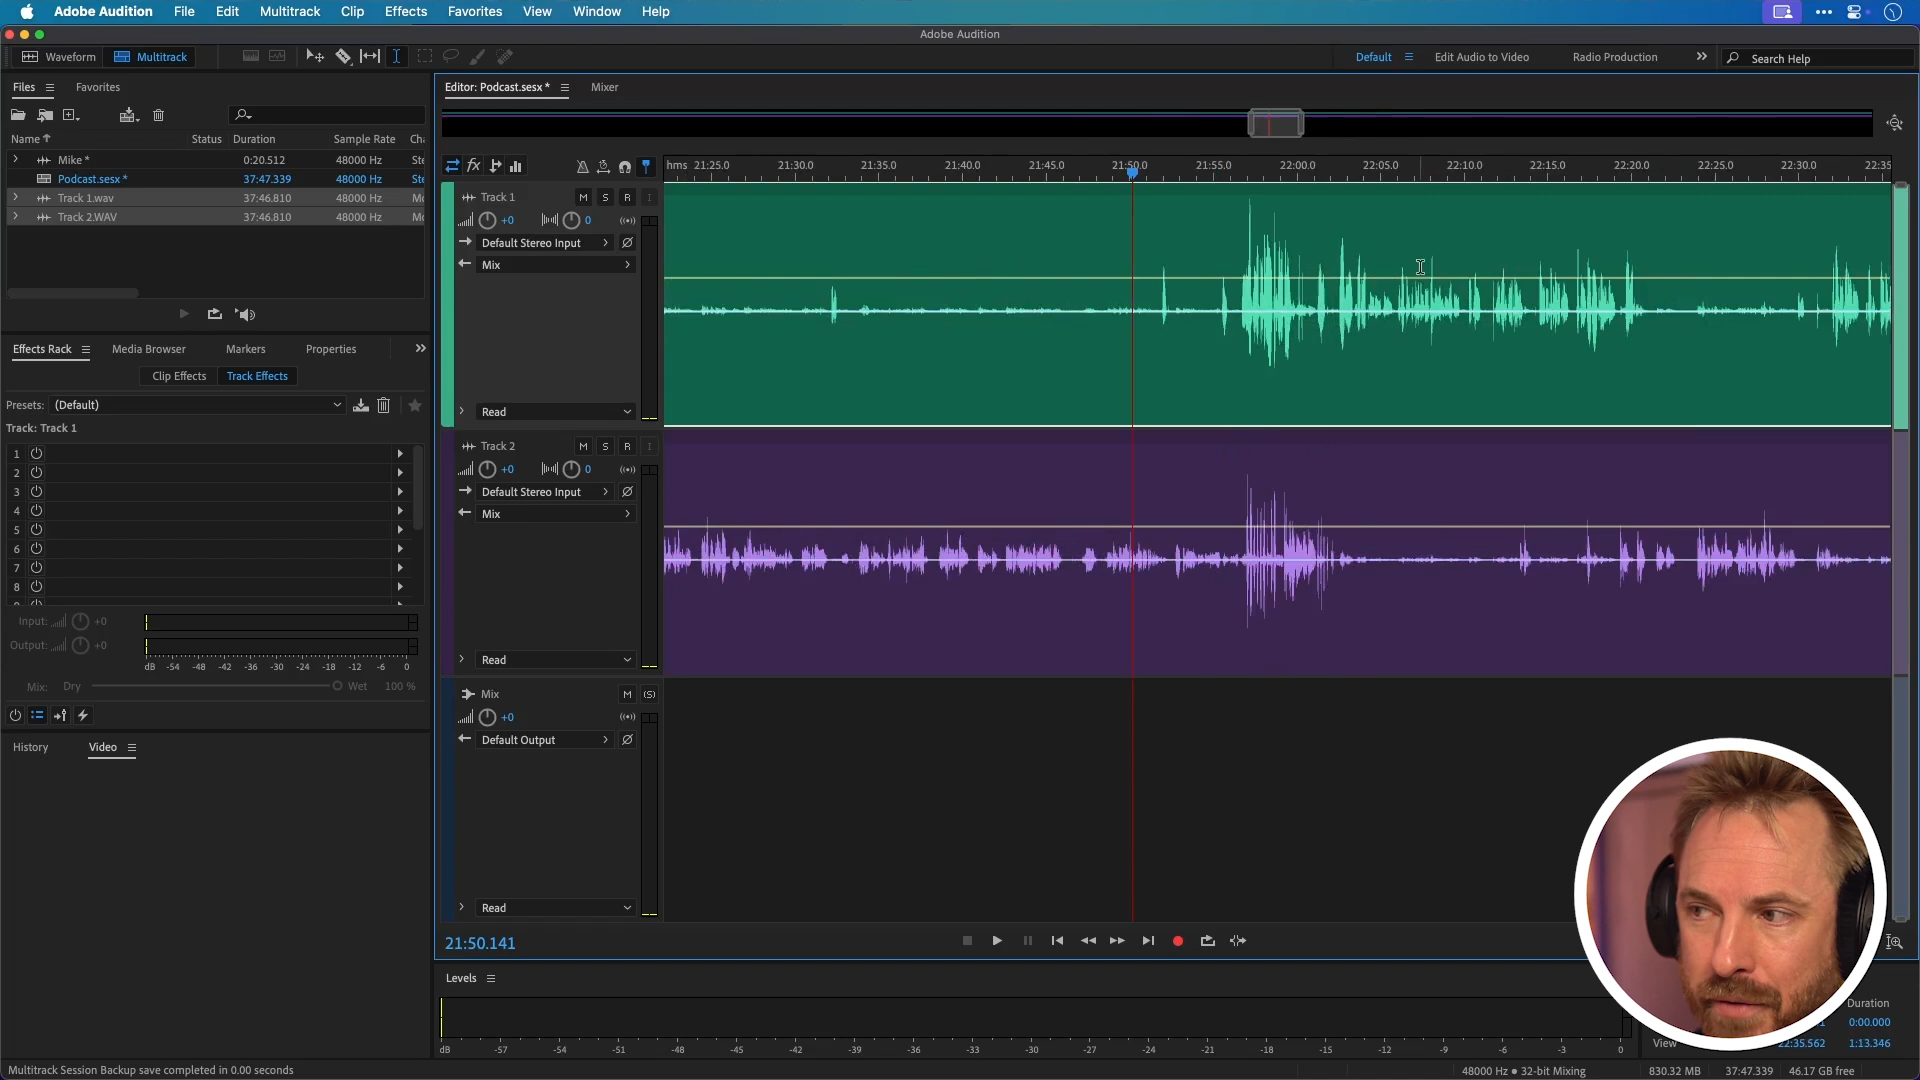 Adobe Audition File Edit Multitrack Clip Effects Favorites View Window Help
Adobe Audition
Waveform Multitrack Default Edit Audio to Video Radio Production Search Help
Files Favorites
Name Status Duration Sample Rate Ch
Mike * 0:20.512 48000 Hz Ste
Podcast.sesx * 37:47.339 48000 Hz Ste
Track 1.wav 37:46.810 48000 Hz Mo
Track 2.WAV 37:46.810 48000 Hz Mo
Effects Rack Media Browser Markers Properties
Clip Effects Track Effects
Presets: (Default)
Track: Track 1
1
2
3
4
5
6
7
8
Input: +0
Output: +0
dB -54 -48 -42 -36 -30 -24 -18 -12 -6 0
Mix: Dry Wet 100 %
History Video
Editor: Podcast.sesx * Mixer
hms 21:25.0 21:30.0 21:35.0 21:40.0 21:45.0 21:50.0 21:55.0 22:00.0 22:05.0 22:10.0 22:15.0 22:20.0 22:25.0 22:30.0 22:35
Track 1 M S R I
+0 0
Default Stereo Input
Mix
Read
Track 2 M S R I
+0 0
Default Stereo Input
Mix
Read
Mix M (S)
+0
Default Output
Read
21:50.141
Levels
dB -57 -54 -51 -48 -45 -42 -39 -36 -33 -30 -27 -24 -21 -18 -15 -12 -9 -6 -3 0
Duration
0:00.000
View 22:35.562 1:13.346
Multitrack Session Backup save completed in 0.00 seconds 48000 Hz ● 32-bit Mixing 830.32 MB 37:47.339 46.17 GB free